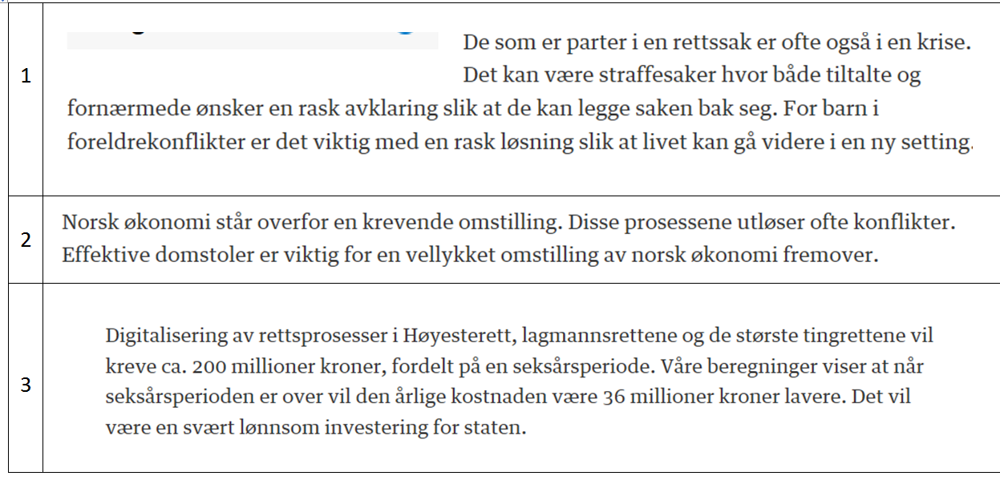 1
De som er parter i en rettssak er ofte også i en krise.
Det kan være straffesaker hvor både tiltalte og
fornærmede ønsker en rask avklaring slik at de kan legge saken bak seg. For barn i
foreldrekonflikter er det viktig med en rask løsning slik at livet kan gå videre i en ny setting.
2
Norsk økonomi står overfor en krevende omstilling. Disse prosessene utløser ofte konflikter.
Effektive domstoler er viktig for en vellykket omstilling av norsk økonomi fremover.
3
Digitalisering av rettsprosesser i Høyesterett, lagmannsrettene og de største tingrettene vil
kreve ca. 200 millioner kroner, fordelt på en seksårsperiode. Våre beregninger viser at når
seksårsperioden er over vil den årlige kostnaden være 36 millioner kroner lavere. Det vil
være en svært lønnsom investering for staten.